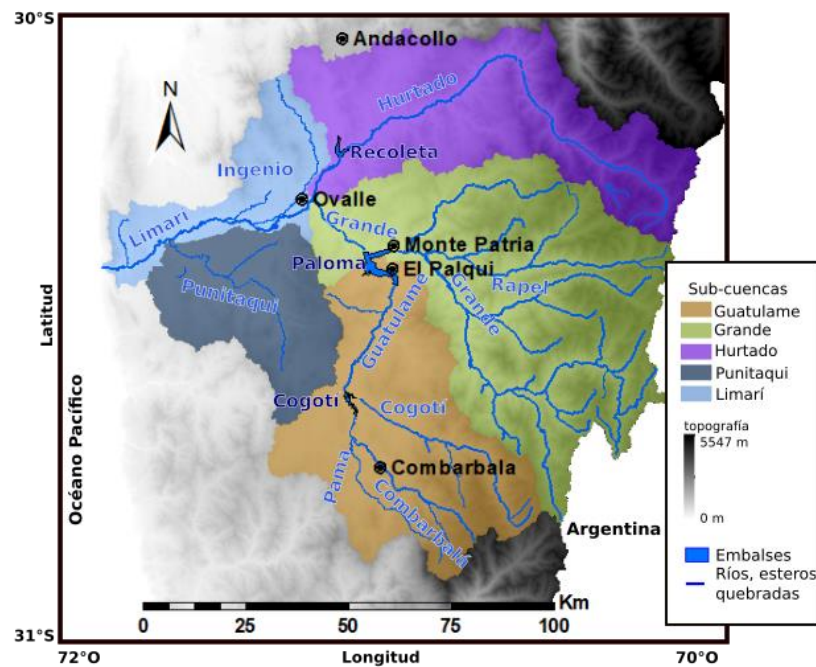 30°S
Andacollo
N
Hurtado
Recoleta
Ingenio
Ovalle
Limarí
Grande
Monte Patria
Paloma
El Palqui
Rapel
Punitaqui
Guatulame
Grande
Cogotí
Cogotí
Combarbala
Pama
Combarbalá
Argentina
Latitud
Océano Pacífico
Sub-cuencas
Guatulame
Grande
Hurtado
Punitaqui
Limarí
topografía
5547 m
0 m
Embalses
Ríos, esteros
quebradas
Km
0 25 50 75 100
31°S
72°O
Longitud
70°O